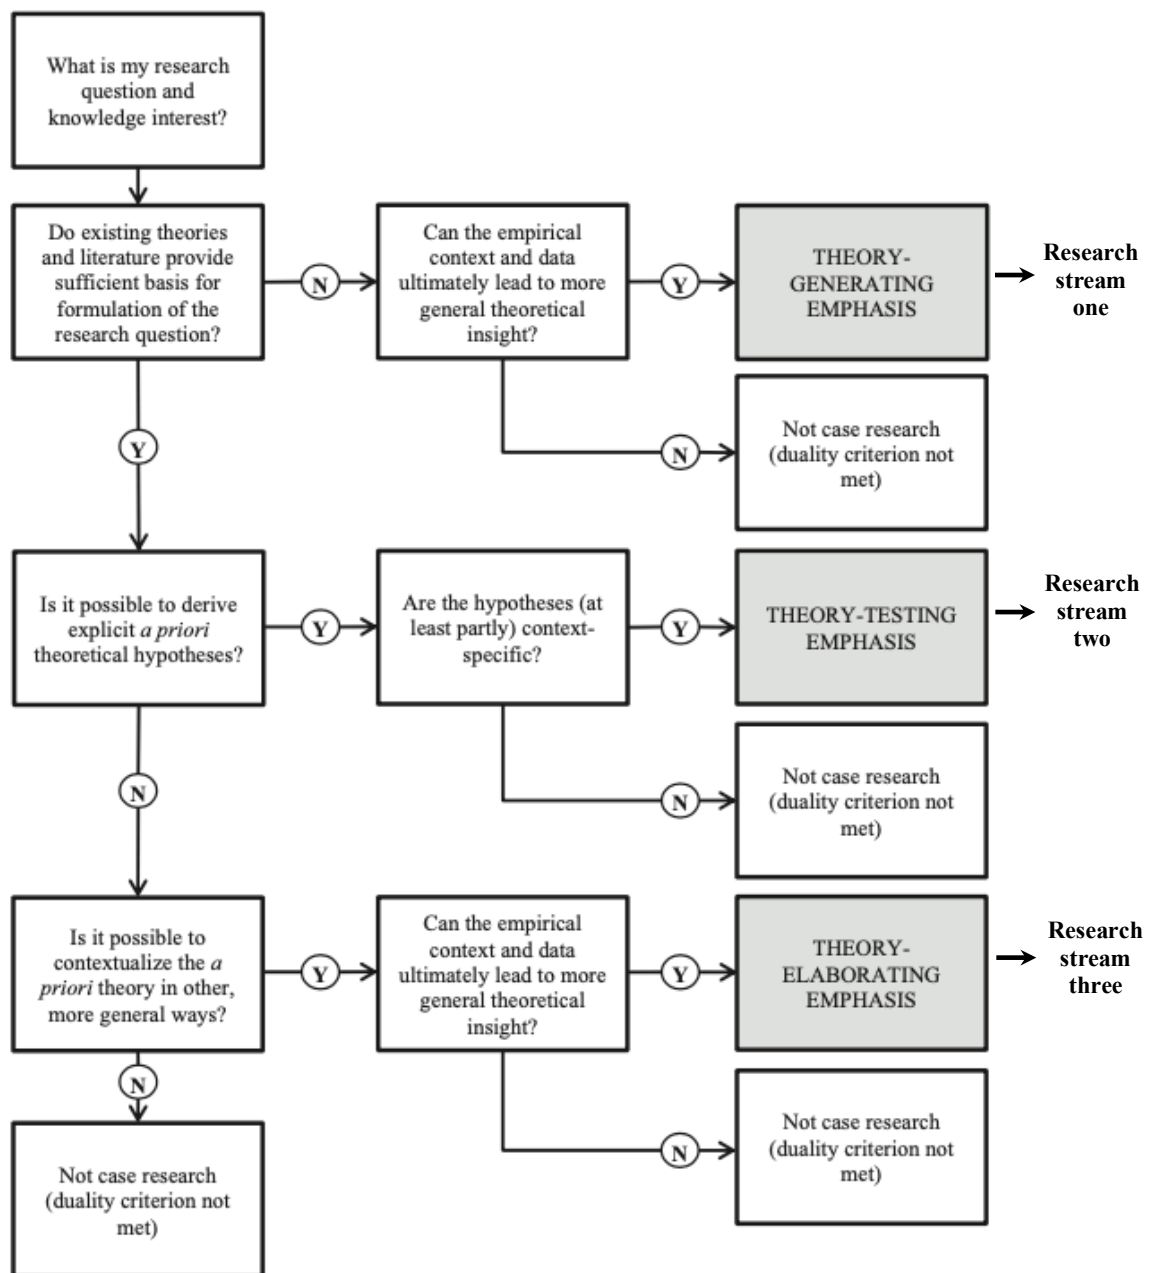 What is my research
question and
knowledge interest?
Do existing theories
and literature provide
sufficient basis for
formulation of the
research question?
N
Can the empirical
context and data
ultimately lead to more
general theoretical
insight?
Y
THEORY-
GENERATING
EMPHASIS
Research
stream
one
N
Not case research
(duality criterion not
met)
Y
Is it possible to derive
explicit a priori
theoretical hypotheses?
Y
Are the hypotheses (at
least partly) context-
specific?
Y
THEORY-TESTING
EMPHASIS
Research
stream
two
N
Not case research
(duality criterion not
met)
N
Is it possible to
contextualize the a
priori theory in other,
more general ways?
Y
Can the empirical
context and data
ultimately lead to more
general theoretical
insight?
Y
THEORY-
ELABORATING
EMPHASIS
Research
stream
three
N
Not case research
(duality criterion not
met)
N
Not case research
(duality criterion not
met)